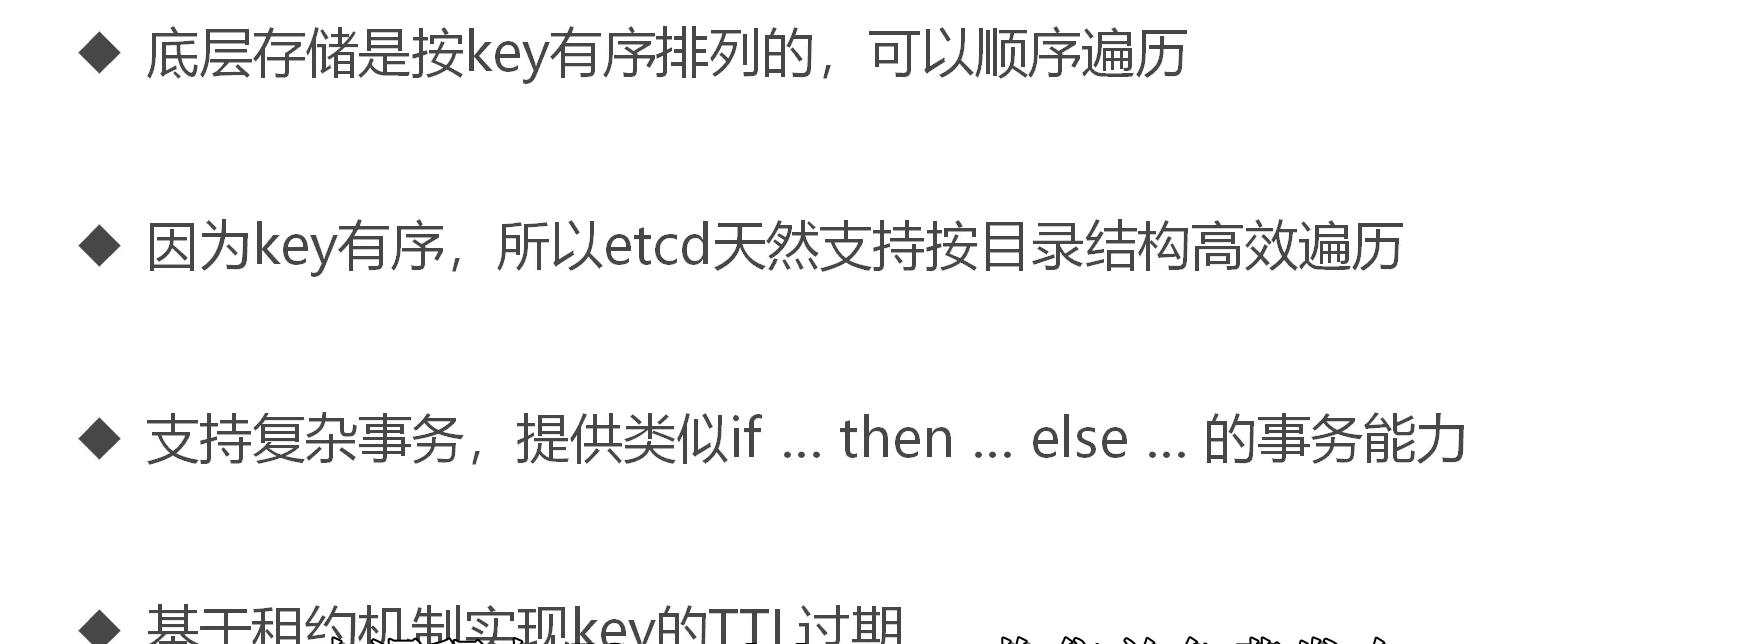 ◆ 底层存储是按key有序排列的，可以顺序遍历
◆ 因为key有序，所以etcd天然支持按目录结构高效遍历
◆ 支持复杂事务，提供类似if ... then ... else ... 的事务能力
◆ 基于租约机制实现key的TTL过期